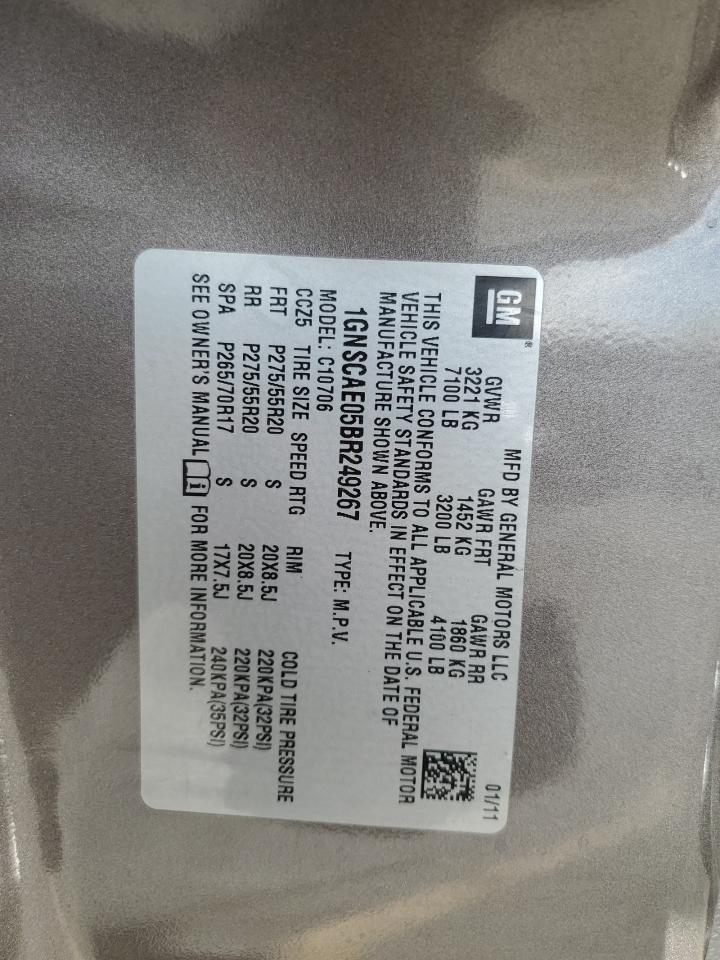 GM®
MFD BY GENERAL MOTORS LLC 01/11
GVWR GAWR FRT GAWR RR
3221 KG 1452 KG 1860 KG
7100 LB 3200 LB 4100 LB
THIS VEHICLE CONFORMS TO ALL APPLICABLE U.S. FEDERAL MOTOR
VEHICLE SAFETY STANDARDS IN EFFECT ON THE DATE OF
MANUFACTURE SHOWN ABOVE.
1GNSCAE05BR249267 TYPE: M.P.V.
MODEL: C10706
CCZ5 TIRE SIZE SPEED RTG RIM COLD TIRE PRESSURE
FRT P275/55R20 S 20X8.5J 220KPA(32PSI)
RR P275/55R20 S 20X8.5J 220KPA(32PSI)
SPA P265/70R17 S 17X7.5J 240KPA(35PSI)
SEE OWNER'S MANUAL i FOR MORE INFORMATION.